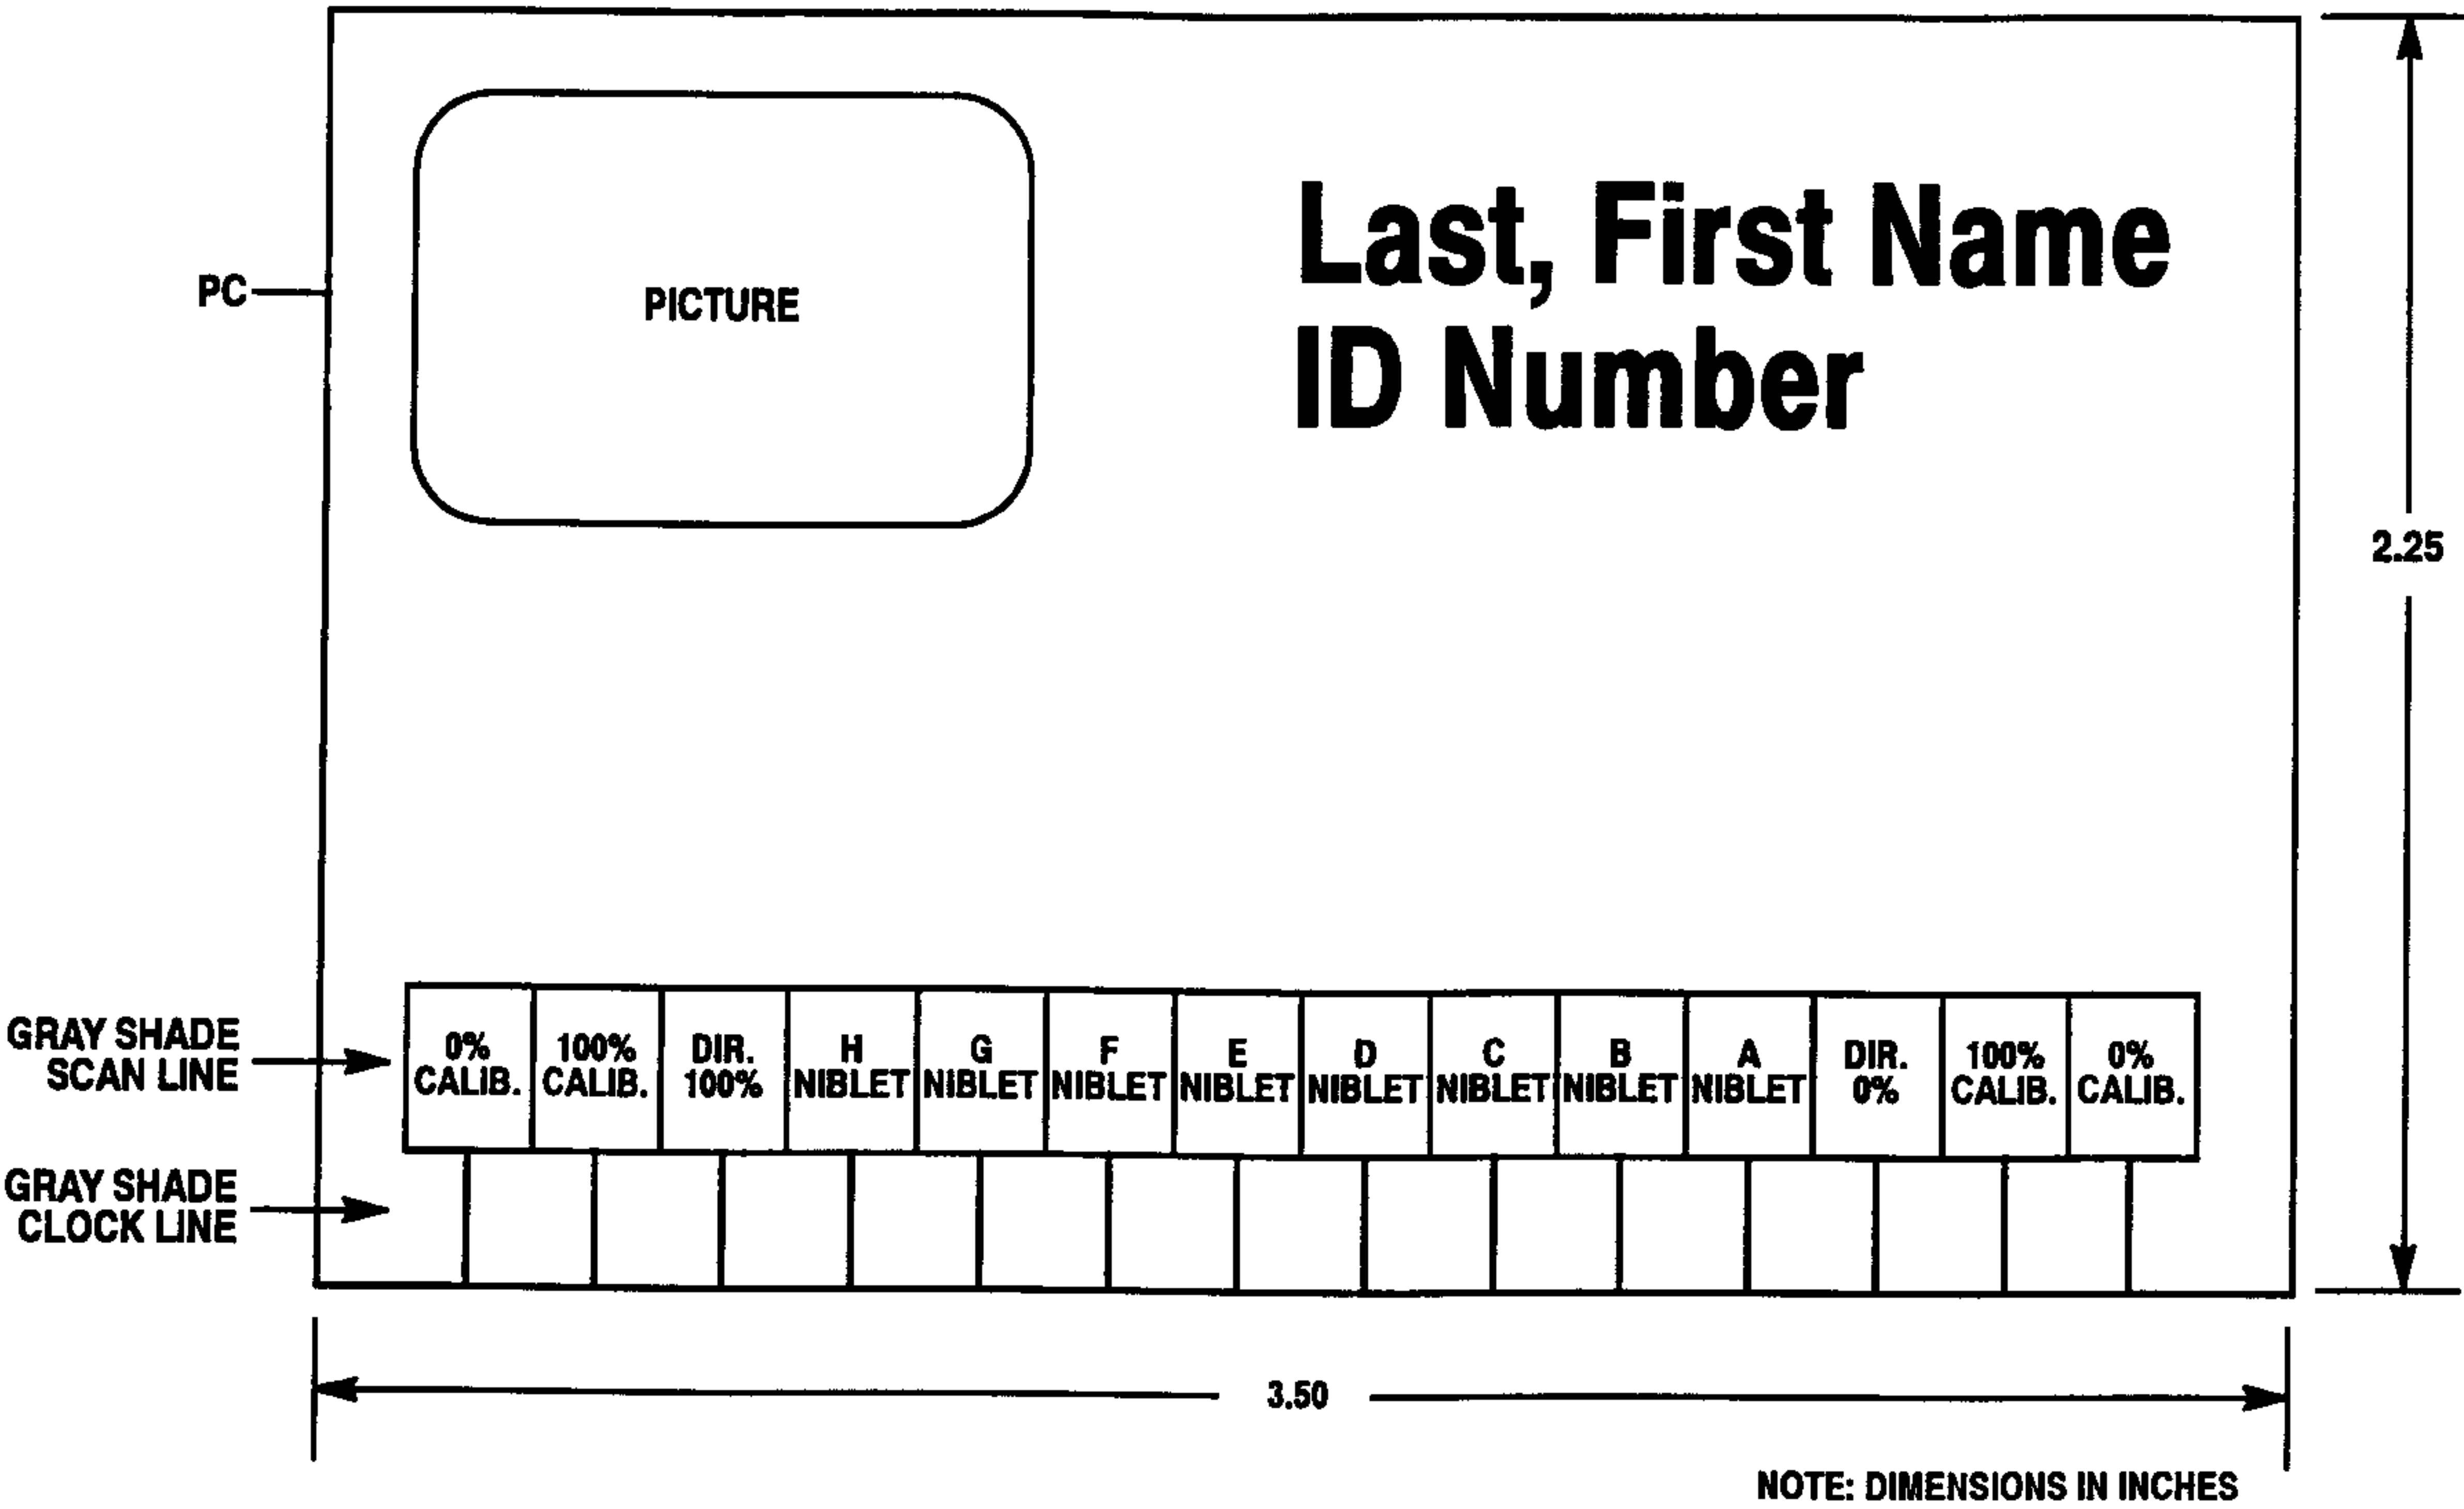 Last, First Name
ID Number
PC
PICTURE
2.25
GRAY SHADE
SCAN LINE
0%
CALIB.
100%
CALIB.
DIR.
100%
H
NIBLET
G
NIBLET
F
NIBLET
E
NIBLET
D
NIBLET
C
NIBLET
B
NIBLET
A
NIBLET
DIR.
0%
100%
CALIB.
0%
CALIB.
GRAY SHADE
CLOCK LINE
3.50
NOTE: DIMENSIONS IN INCHES